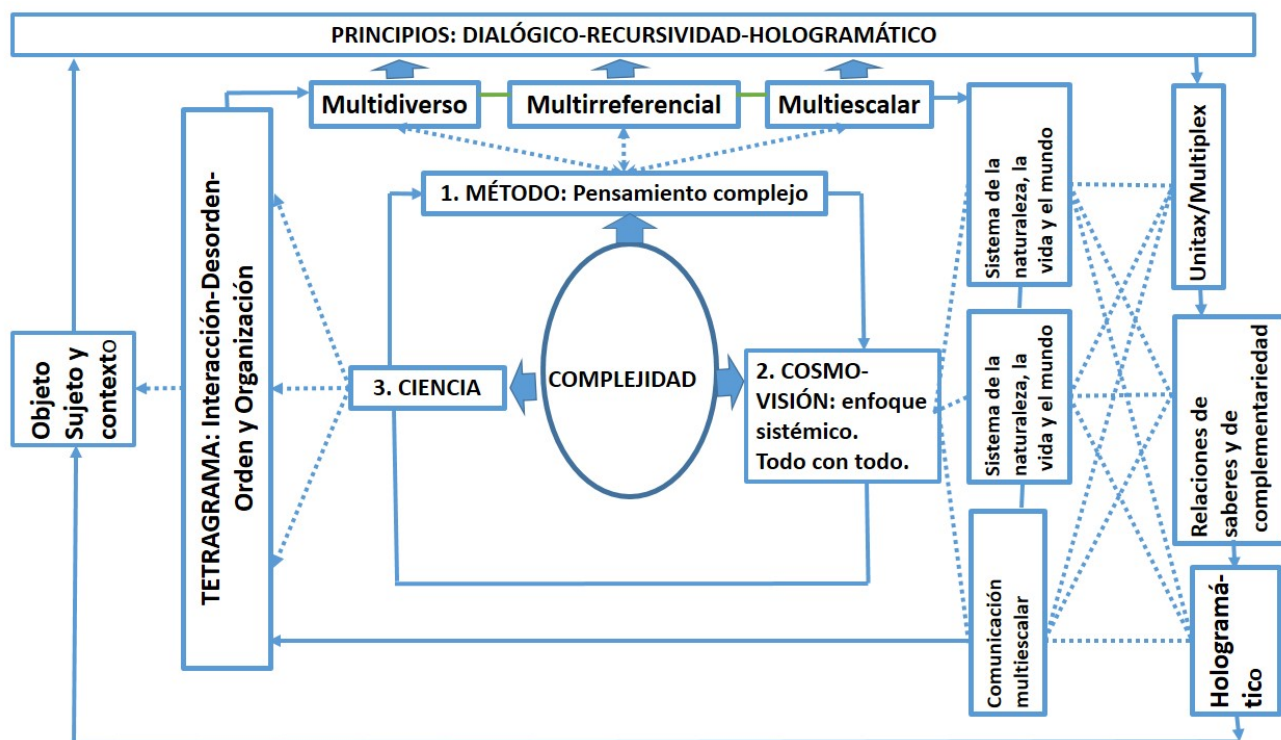 PRINCIPIOS: DIALÓGICO-RECURSIVIDAD-HOLOGRAMÁTICO
Multidiverso
Multirreferencial
Multiescalar
1. MÉTODO: Pensamiento complejo
COMPLEJIDAD
2. COSMO-
VISIÓN: enfoque
sistémico.
Todo con todo.
3. CIENCIA
TETRAGRAMA: Interacción-Desorden-
Orden y Organización
Objeto
Sujeto y
contexto
Sistema de la
naturaleza, la
vida y el mundo
Sistema de la
naturaleza, la
vida y el mundo
Comunicación
multiescalar
Unitax/Multiplex
Relaciones de
saberes y de
complementariedad
Hologramá-
tico